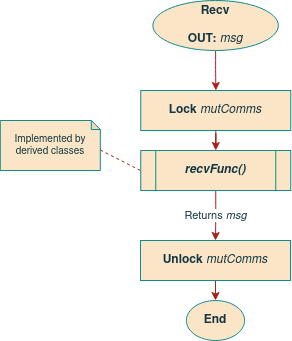 Recv
OUT: msg
Lock mutComms
Implemented by
derived classes
recvFunc()
Returns msg
Unlock mutComms
End